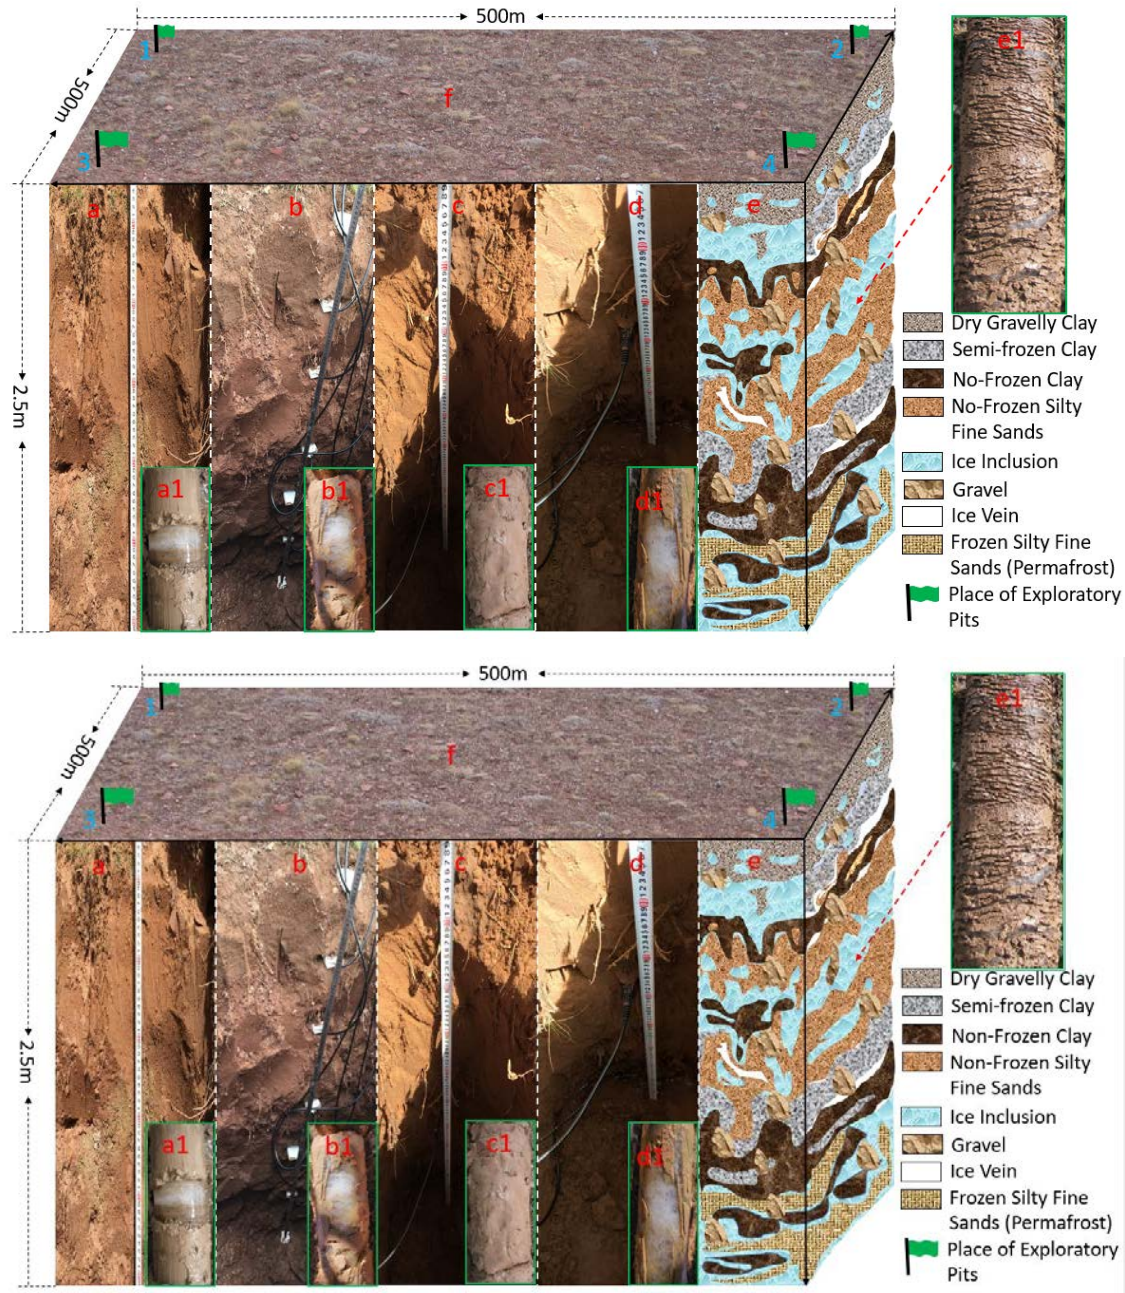 500m
1
2
e1
500m
f
3
4
a
b
c
d
e
2.5m
a1
b1
c1
d1
Dry Gravelly Clay
Semi-frozen Clay
No-Frozen Clay
No-Frozen Silty
Fine Sands
Ice Inclusion
Gravel
Ice Vein
Frozen Silty Fine
Sands (Permafrost)
Place of Exploratory
Pits
500m
1
2
e1
500m
f
3
4
a
b
c
d
e
2.5m
a1
b1
c1
d1
Dry Gravelly Clay
Semi-frozen Clay
Non-Frozen Clay
Non-Frozen Silty
Fine Sands
Ice Inclusion
Gravel
Ice Vein
Frozen Silty Fine
Sands (Permafrost)
Place of Exploratory
Pits